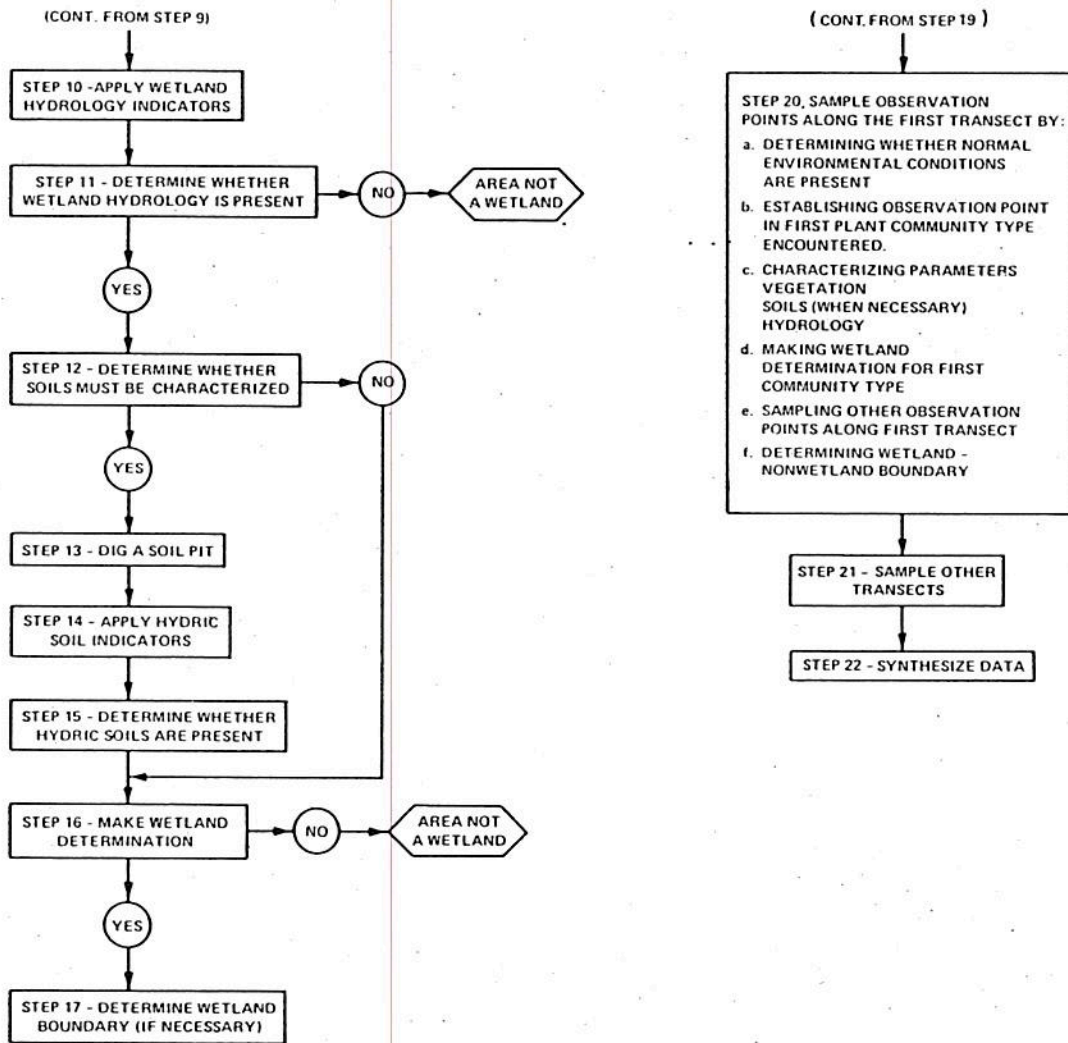 (CONT. FROM STEP 9)
STEP 10 -APPLY WETLAND
HYDROLOGY INDICATORS
STEP 11 - DETERMINE WHETHER
WETLAND HYDROLOGY IS PRESENT
NO
AREA NOT
A WETLAND
YES
STEP 12 - DETERMINE WHETHER
SOILS MUST BE CHARACTERIZED
NO
YES
STEP 13 - DIG A SOIL PIT
STEP 14 - APPLY HYDRIC
SOIL INDICATORS
STEP 15 - DETERMINE WHETHER
HYDRIC SOILS ARE PRESENT
STEP 16 - MAKE WETLAND
DETERMINATION
NO
AREA NOT
A WETLAND
YES
STEP 17 - DETERMINE WETLAND
BOUNDARY (IF NECESSARY)
(CONT. FROM STEP 19)
STEP 20, SAMPLE OBSERVATION
POINTS ALONG THE FIRST TRANSECT BY:
a. DETERMINING WHETHER NORMAL
ENVIRONMENTAL CONDITIONS
ARE PRESENT
b. ESTABLISHING OBSERVATION POINT
IN FIRST PLANT COMMUNITY TYPE
ENCOUNTERED.
c. CHARACTERIZING PARAMETERS
VEGETATION
SOILS (WHEN NECESSARY)
HYDROLOGY
d. MAKING WETLAND
DETERMINATION FOR FIRST
COMMUNITY TYPE
e. SAMPLING OTHER OBSERVATION
POINTS ALONG FIRST TRANSECT
f. DETERMINING WETLAND -
NONWETLAND BOUNDARY
STEP 21 - SAMPLE OTHER
TRANSECTS
STEP 22 - SYNTHESIZE DATA